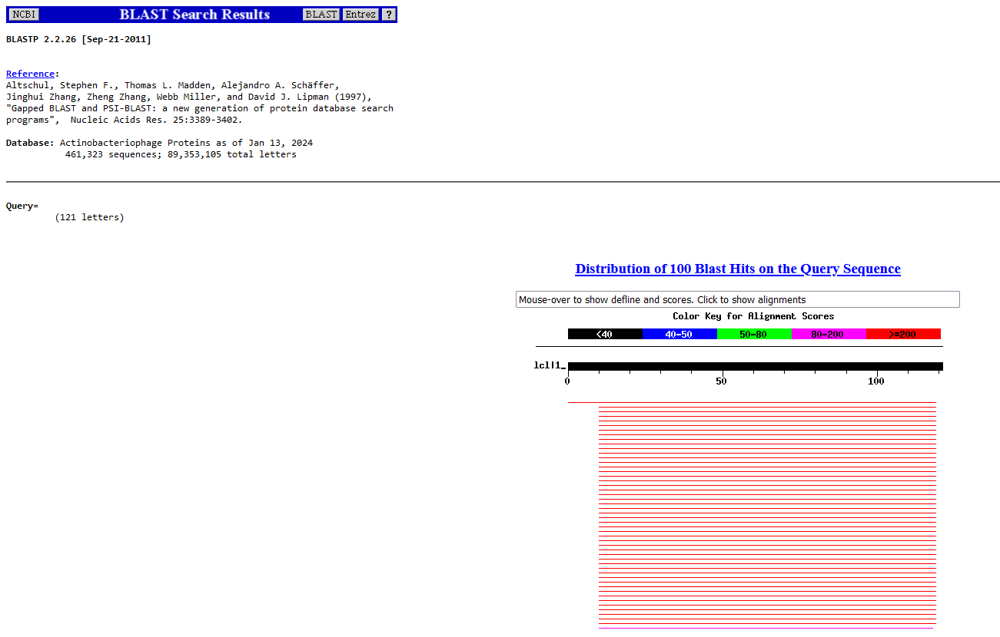 NCBI BLAST Search Results BLAST Entrez ?
BLASTP 2.2.26 [Sep-21-2011]
Reference:
Altschul, Stephen F., Thomas L. Madden, Alejandro A. Schäffer,
Jinghui Zhang, Zheng Zhang, Webb Miller, and David J. Lipman (1997),
"Gapped BLAST and PSI-BLAST: a new generation of protein database search
programs",  Nucleic Acids Res. 25:3389-3402.
Database: Actinobacteriophage Proteins as of Jan 13, 2024
461,323 sequences; 89,353,105 total letters
Query=
(121 letters)
Distribution of 100 Blast Hits on the Query Sequence
Mouse-over to show defline and scores. Click to show alignments
Color Key for Alignment Scores
<40 40-50 50-80 80-200 >=200
lcl|1_
0 50 100